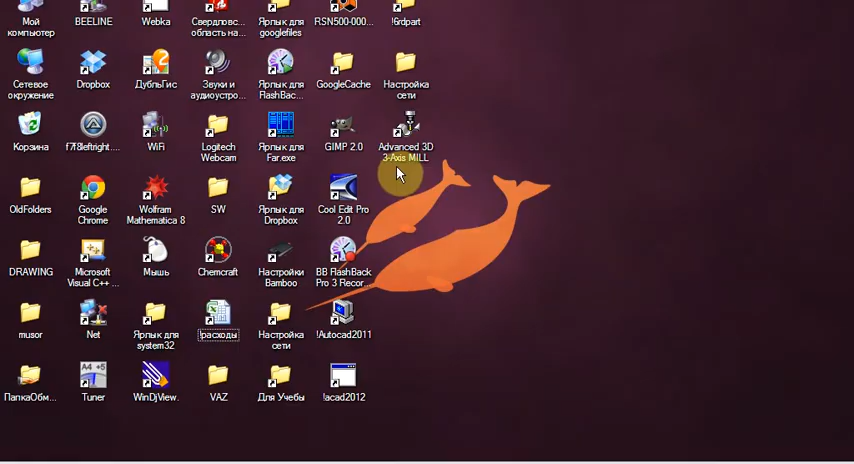 Мой
компьютер
BEELINE
Webka
Свердловс...
область на...
Ярлык для
googlefiles
RSN500-000...
!&rdpart
Сетевое
окружение
Dropbox
ДубльГис
Звуки и
аудиоустро...
Ярлык для
FlashBac...
GoogleCache
Настройка
сети
Корзина
WiFi
Logitech
Webcam
Ярлык для
Far.exe
GIMP 2.0
Advanced 3D
3-Axis MILL
OldFolders
Google
Chrome
Wolfram
Mathematica 8
SW
Ярлык для
Dropbox
Cool Edit Pro
2.0
DRAWING
Microsoft
Visual C++ ...
Мышь
Chemcraft
Настройки
Bamboo
BB FlashBack
Pro 3 Recor...
musor
Net
Ярлык для
system32
!расходы
Настройка
сети
!Autocad2011
ПапкаОбм...
A4 +5
Tuner
WinDjView.
VAZ
Для Учебы
!acad2012